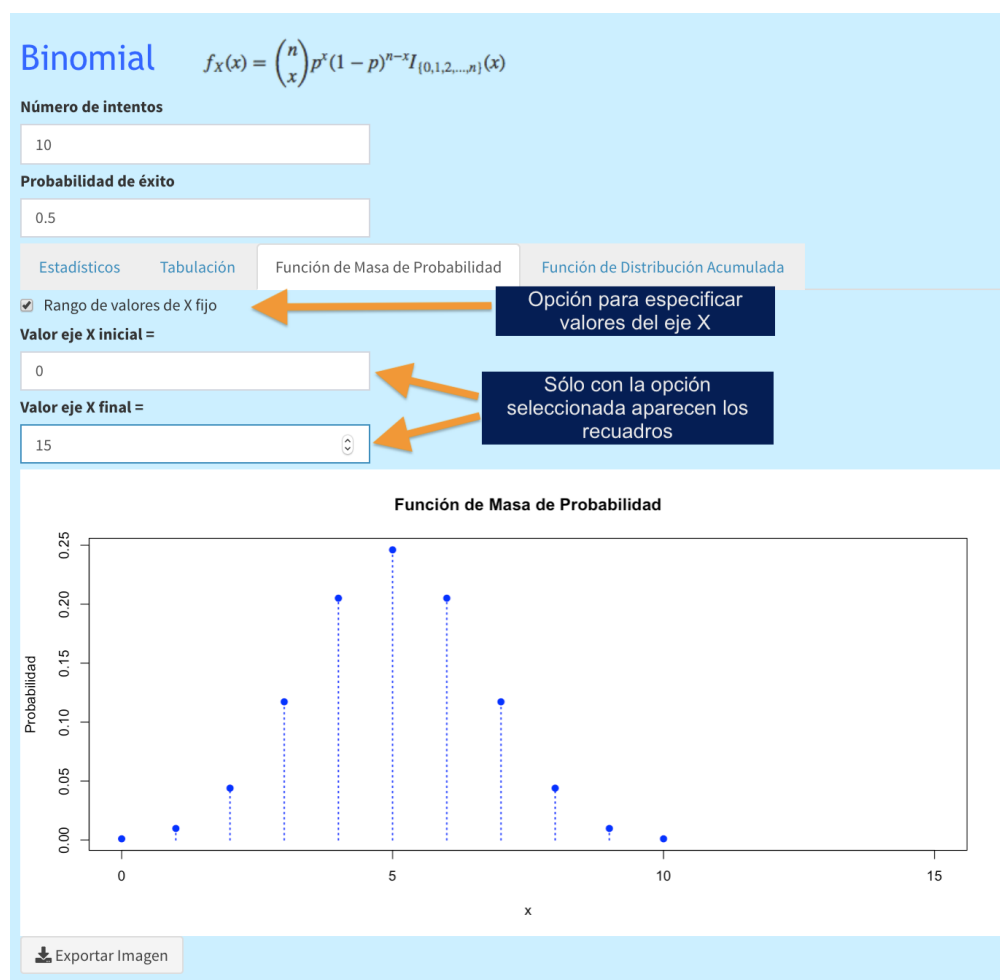 Binomial
f_X(x) = (n x) p^x (1 − p)^{n−x} I_{\{0,1,2,...,n\}}(x)
Número de intentos
10
Probabilidad de éxito
0.5
Estadísticos Tabulación Función de Masa de Probabilidad Función de Distribución Acumulada
Rango de valores de X fijo
Opción para especificar
valores del eje X
Valor eje X inicial =
0
Sólo con la opción
seleccionada aparecen los
recuadros
Valor eje X final =
15
Función de Masa de Probabilidad
Probabilidad
0.25
0.20
0.15
0.10
0.05
0.00
0 5 10 15
x
Exportar Imagen